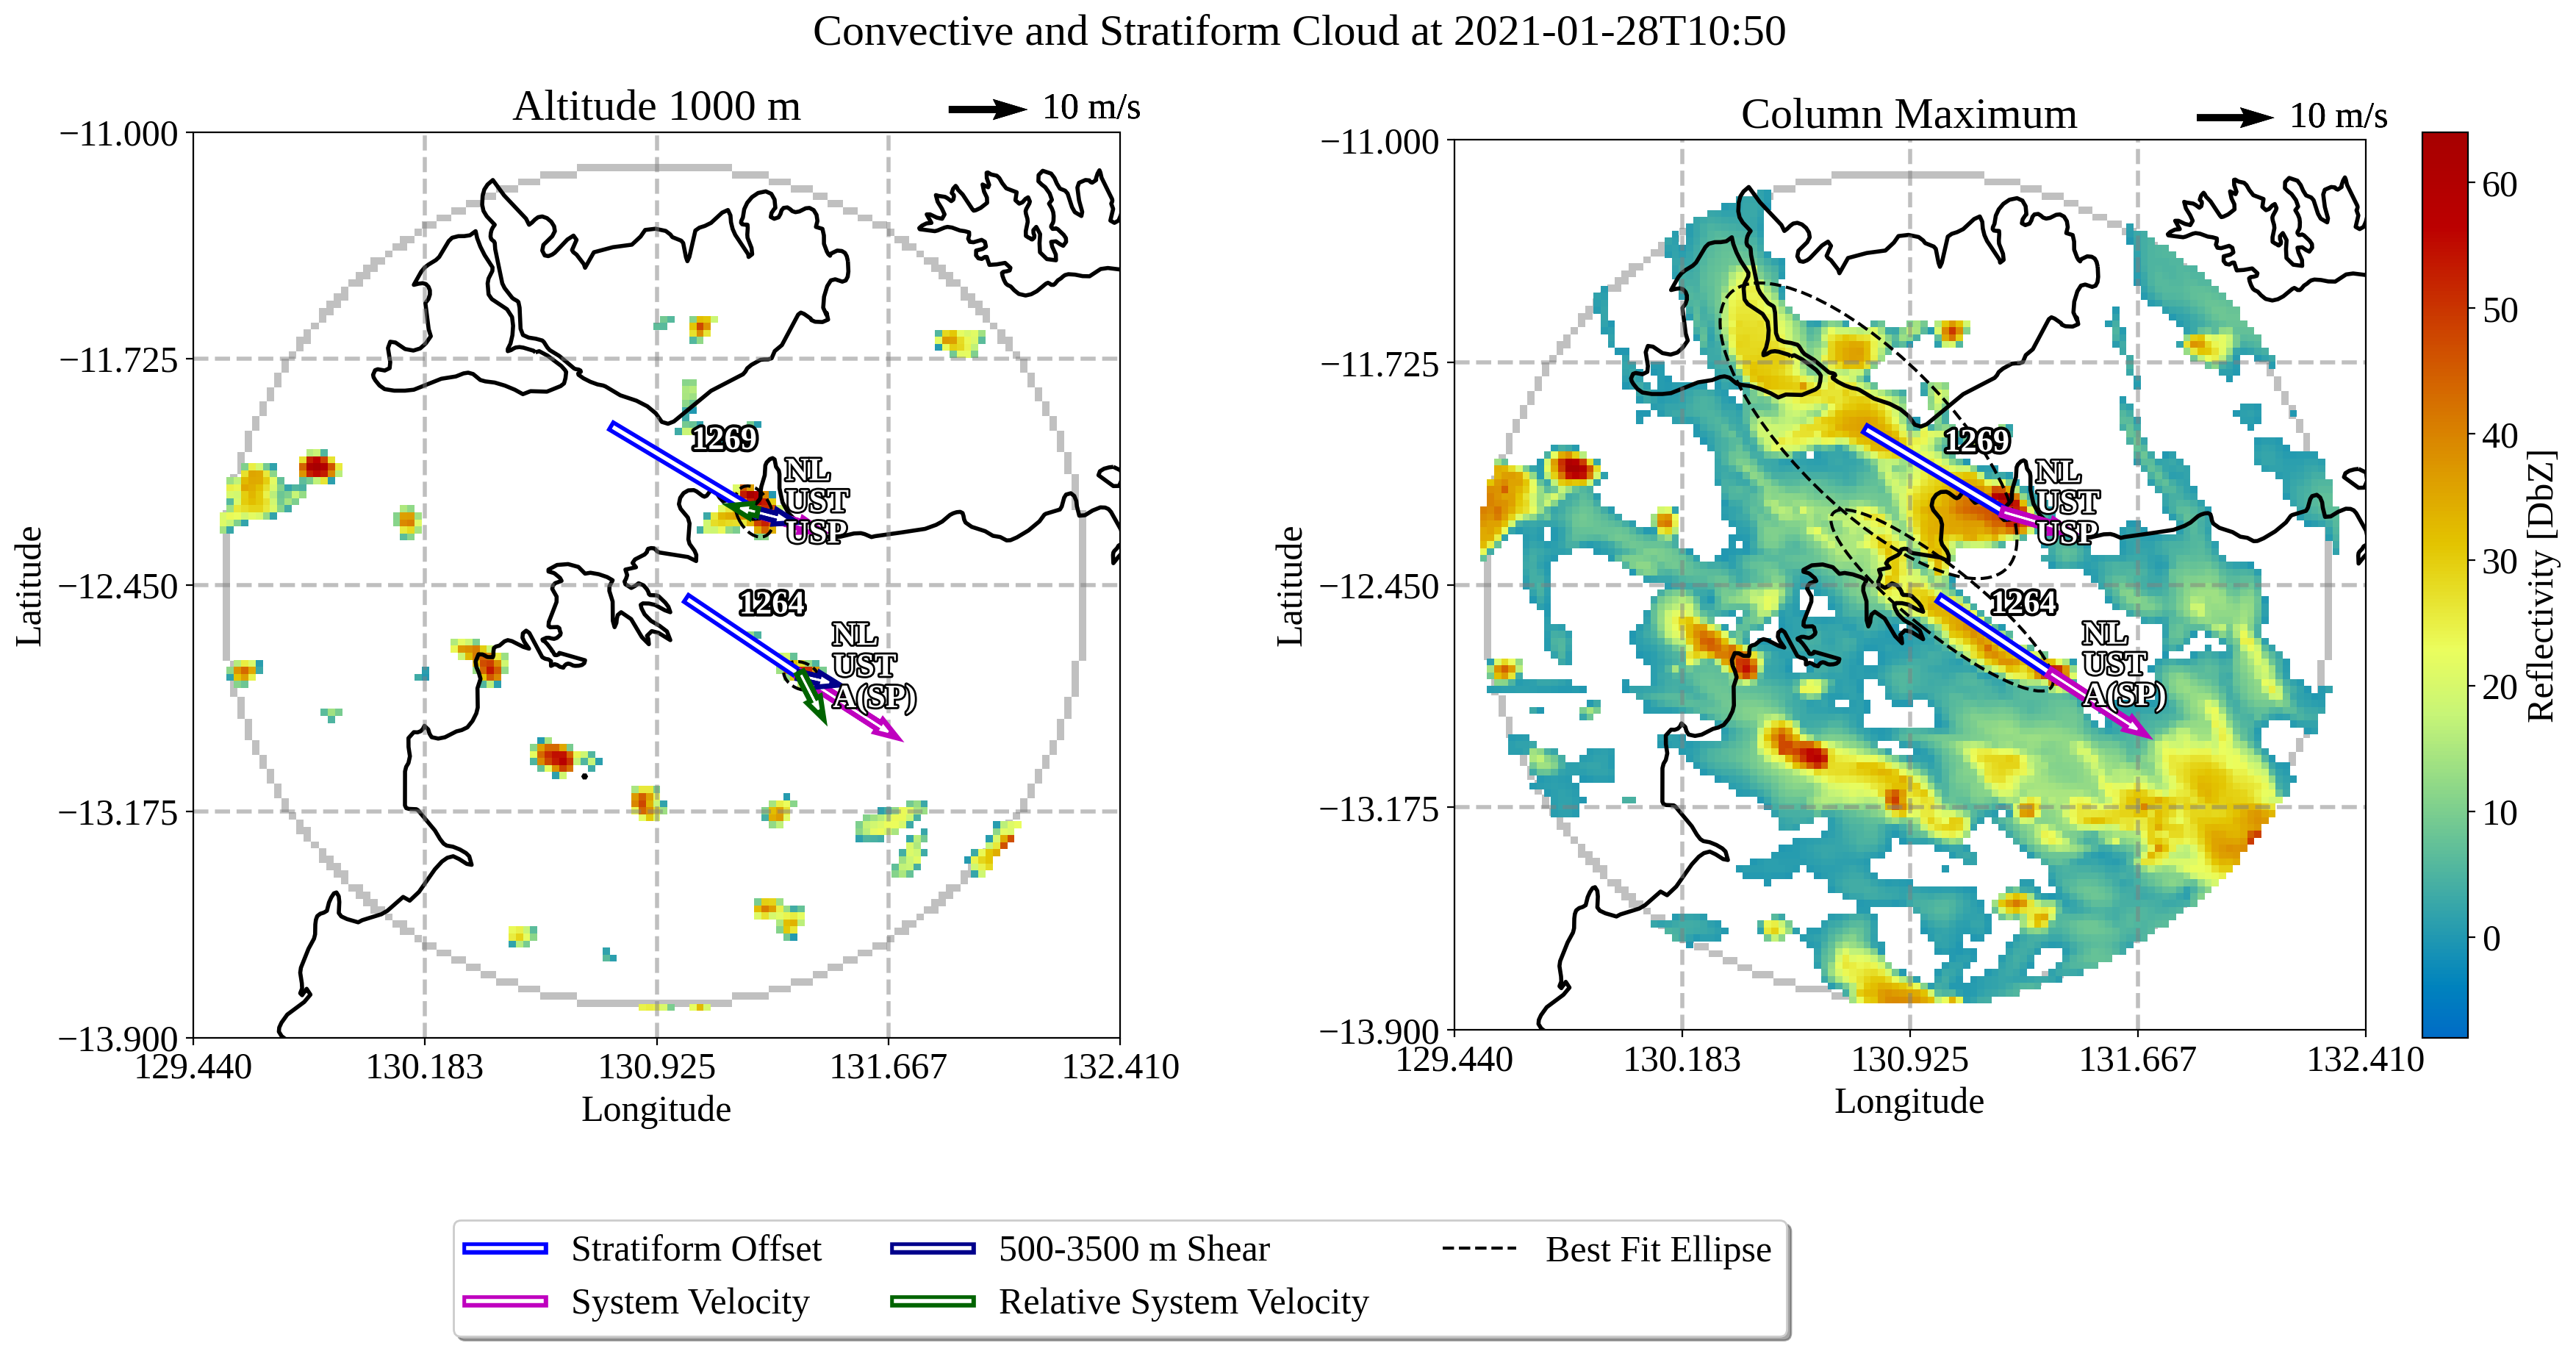 Convective and Stratiform Cloud at 2021-01-28T10:50
Altitude 1000 m
10 m/s
−11.000
−11.725
−12.450
−13.175
−13.900
Latitude
1269
NL
UST
USP
1264
NL
UST
A(SP)
129.440
130.183
130.925
131.667
132.410
Longitude
Column Maximum
10 m/s
−11.000
−11.725
−12.450
−13.175
−13.900
Latitude
1269
NL
UST
USP
1264
NL
UST
A(SP)
129.440
130.183
130.925
131.667
132.410
Longitude
60
50
40
30
20
10
0
Reflectivity [DbZ]
Stratiform Offset
System Velocity
500-3500 m Shear
Relative System Velocity
Best Fit Ellipse